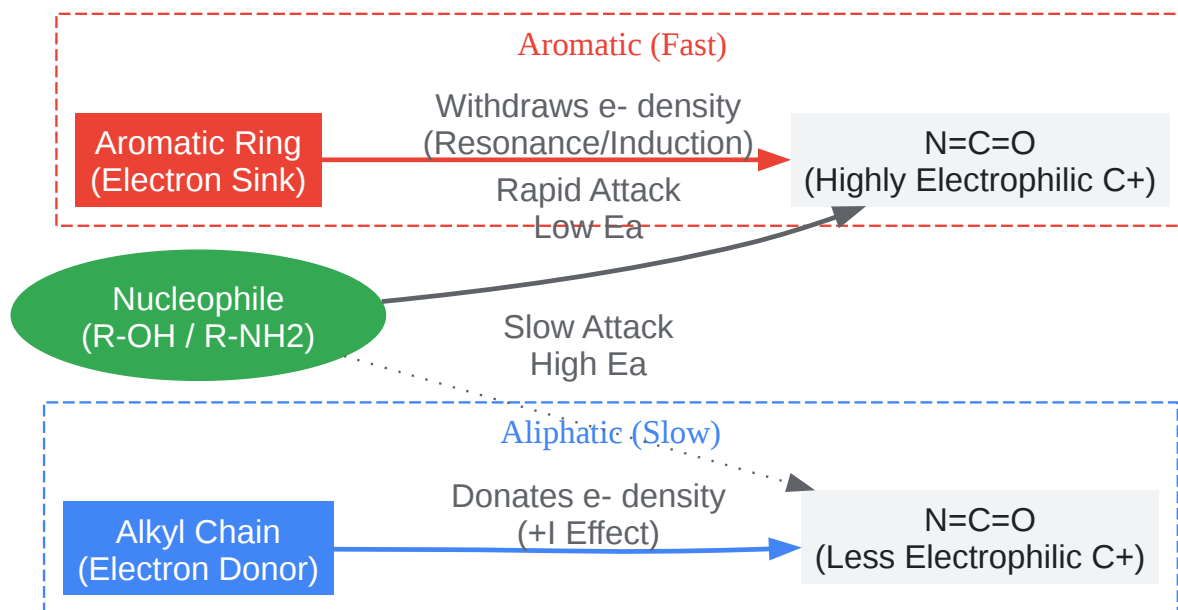 Aromatic (Fast)
Withdraws e- density
(Resonance/Induction)
Aromatic Ring
(Electron Sink)
N=C=O
(Highly Electrophilic C+)
Rapid Attack
Low Ea
Nucleophile
(R-OH / R-NH2)
Slow Attack
High Ea
Aliphatic (Slow)
Donates e- density
(+I Effect)
Alkyl Chain
(Electron Donor)
N=C=O
(Less Electrophilic C+)